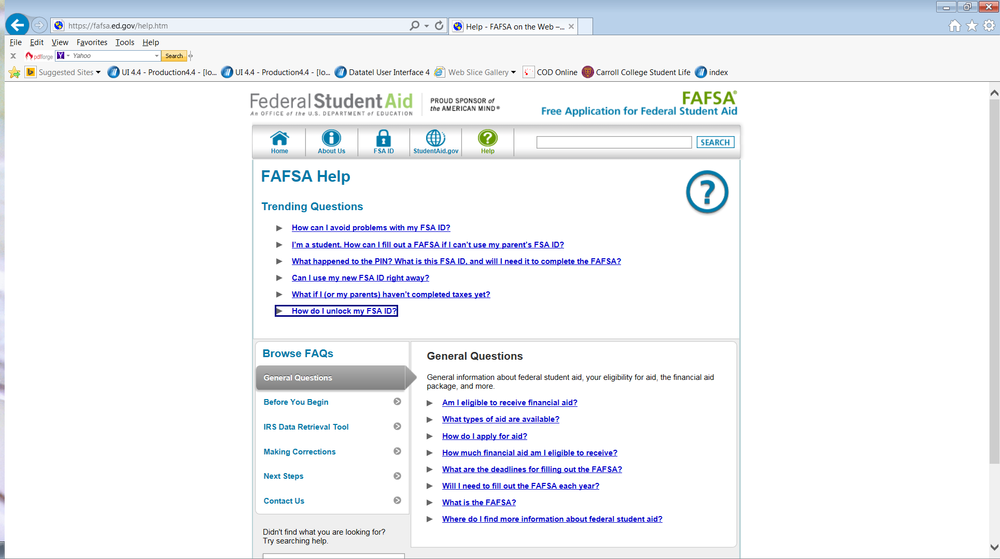 https://fafsa.ed.gov/help.htm
Help - FAFSA on the Web –...
File Edit View Favorites Tools Help
x pdfforge Y Yahoo Search
Suggested Sites UI 4.4 - Production4.4 - [lo... UI 4.4 - Production4.4 - [lo... Datatel User Interface 4 Web Slice Gallery COD Online Carroll College Student Life index
Federal Student Aid
An OFFICE of the U.S. DEPARTMENT of EDUCATION
PROUD SPONSOR of
the AMERICAN MIND®
FAFSA®
Free Application for Federal Student Aid
Home About Us FSA ID StudentAid.gov Help SEARCH
FAFSA Help
?
Trending Questions
How can I avoid problems with my FSA ID?
I’m a student. How can I fill out a FAFSA if I can’t use my parent’s FSA ID?
What happened to the PIN? What is this FSA ID, and will I need it to complete the FAFSA?
Can I use my new FSA ID right away?
What if I (or my parents) haven’t completed taxes yet?
How do I unlock my FSA ID?
Browse FAQs
General Questions
Before You Begin
IRS Data Retrieval Tool
Making Corrections
Next Steps
Contact Us
Didn't find what you are looking for?
Try searching help.
General Questions
General information about federal student aid, your eligibility for aid, the financial aid
package, and more.
Am I eligible to receive financial aid?
What types of aid are available?
How do I apply for aid?
How much financial aid am I eligible to receive?
What are the deadlines for filling out the FAFSA?
Will I need to fill out the FAFSA each year?
What is the FAFSA?
Where do I find more information about federal student aid?